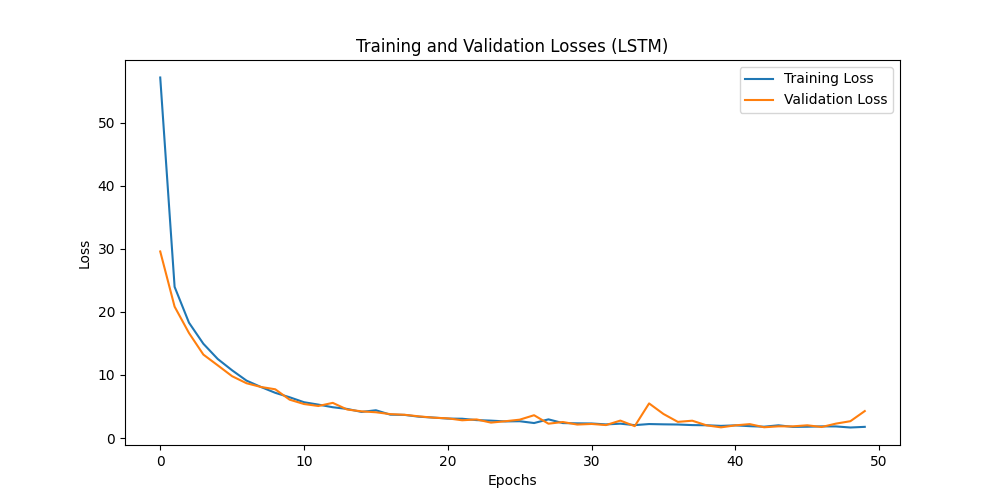 Training and Validation Losses (LSTM)
Training Loss
Validation Loss
50
40
30
20
10
0
Loss
0 10 20 30 40 50
Epochs